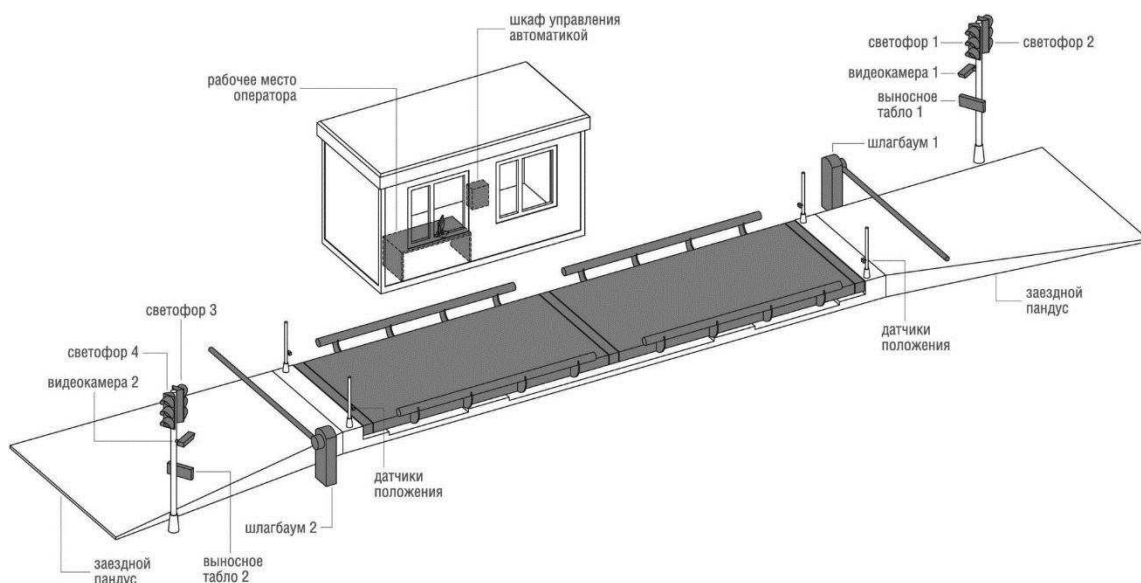 шкаф управления
автоматикой
рабочее место
оператора
светофор 1
светофор 2
видеокамера 1
выносное
табло 1
шлагбаум 1
заездной
пандус
датчики
положения
светофор 3
светофор 4
видеокамера 2
датчики
положения
шлагбаум 2
заездной
пандус
выносное
табло 2